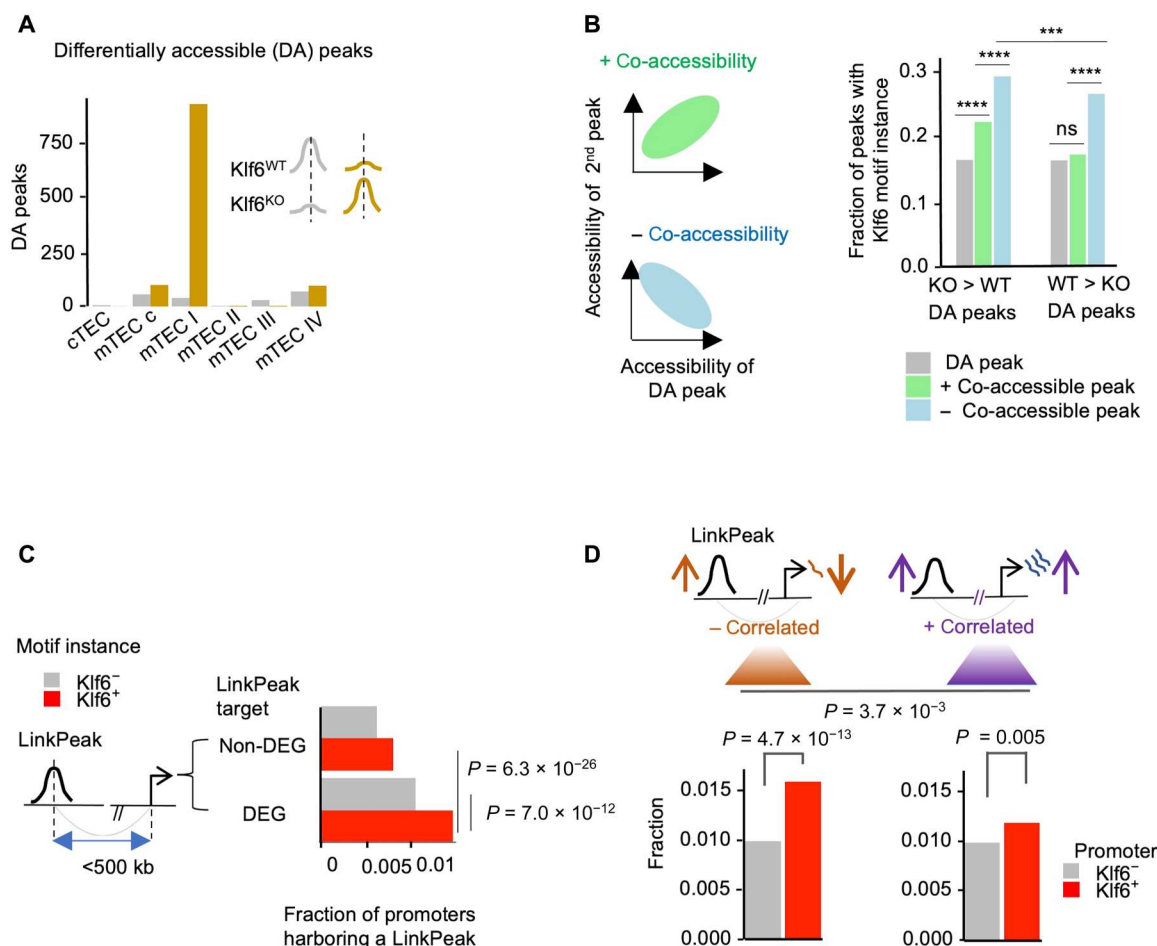 A
Differentially accessible (DA) peaks
DA peaks
750
500
250
0
Klf6WT
Klf6KO
cTEC
mTEC c
mTEC I
mTEC II
mTEC III
mTEC IV
B
+ Co-accessibility
– Co-accessibility
Accessibility of 2nd peak
Accessibility of
DA peak
Fraction of peaks with
Klf6 motif instance
0.3
0.2
0.1
0.0
***
****
****
****
ns
KO > WT
DA peaks
WT > KO
DA peaks
DA peak
+ Co-accessible peak
– Co-accessible peak
C
Motif instance
Klf6–
Klf6+
LinkPeak
//
<500 kb
LinkPeak
target
Non-DEG
DEG
P = 6.3 × 10−26
P = 7.0 × 10−12
0 0.005 0.01
Fraction of promoters
harboring a LinkPeak
D
LinkPeak
//
//
– Correlated
+ Correlated
P = 3.7 × 10−3
P = 4.7 × 10−13
P = 0.005
Fraction
0.015
0.010
0.005
0.000
0.015
0.010
0.005
0.000
Promoter
Klf6–
Klf6+